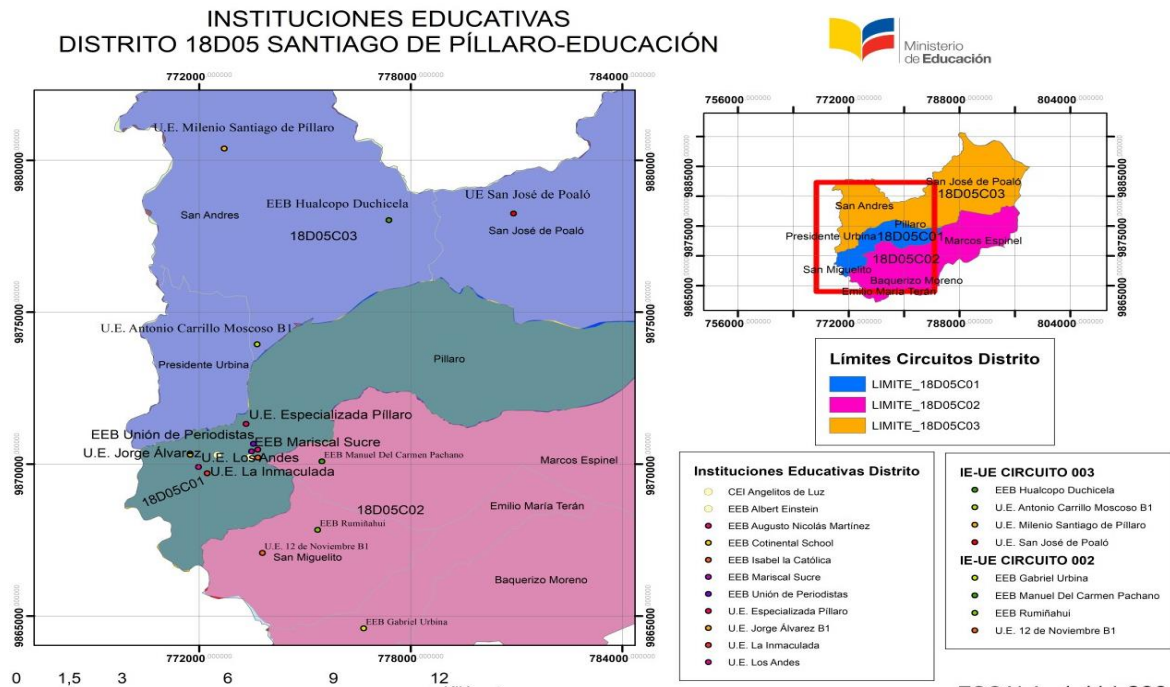 INSTITUCIONES EDUCATIVAS
DISTRITO 18D05 SANTIAGO DE PÍLLARO-EDUCACIÓN
Ministerio
de Educación
772000 778000 784000
9880000
9875000
9870000
9865000
U.E. Milenio Santiago de Píllaro
San Andres
EEB Hualcopo Duchicela
18D05C03
UE San José de Poaló
San José de Poaló
U.E. Antonio Carrillo Moscoso B1
Presidente Urbina
Pillaro
U.E. Especializada Píllaro
EEB Unión de Periodistas
EEB Mariscal Sucre
U.E. Jorge Álvarez
U.E. Los Andes
EEB Manuel Del Carmen Pachano
U.E. La Inmaculada
18D05C01
Marcos Espinel
18D05C02
Emilio María Terán
EEB Rumiñahui
U.E. 12 de Noviembre B1
San Miguelito
Baquerizo Moreno
EEB Gabriel Urbina
9880000
9875000
9870000
9865000
772000 778000 784000
0 1,5 3 6 9 12
756000 772000 788000 804000
9885000
9875000
9865000
San José de Poaló
18D05C03
San Andres
Pillaro
Presidente Urbina
18D05C01
Marcos Espinel
18D05C02
San Miguelito
Baquerizo Moreno
Emilio María Terán
9885000
9875000
9865000
756000 772000 788000 804000
Límites Circuitos Distrito
LIMITE_18D05C01
LIMITE_18D05C02
LIMITE_18D05C03
Instituciones Educativas Distrito
CEI Angelitos de Luz
EEB Albert Einstein
EEB Augusto Nicolás Martínez
EEB Cotinental School
EEB Isabel la Católica
EEB Mariscal Sucre
EEB Unión de Periodistas
U.E. Especializada Píllaro
U.E. Jorge Álvarez B1
U.E. La Inmaculada
U.E. Los Andes
IE-UE CIRCUITO 003
EEB Hualcopo Duchicela
U.E. Antonio Carrillo Moscoso B1
U.E. Milenio Santiago de Píllaro
U.E. San José de Poaló
IE-UE CIRCUITO 002
EEB Gabriel Urbina
EEB Manuel Del Carmen Pachano
EEB Rumiñahui
U.E. 12 de Noviembre B1